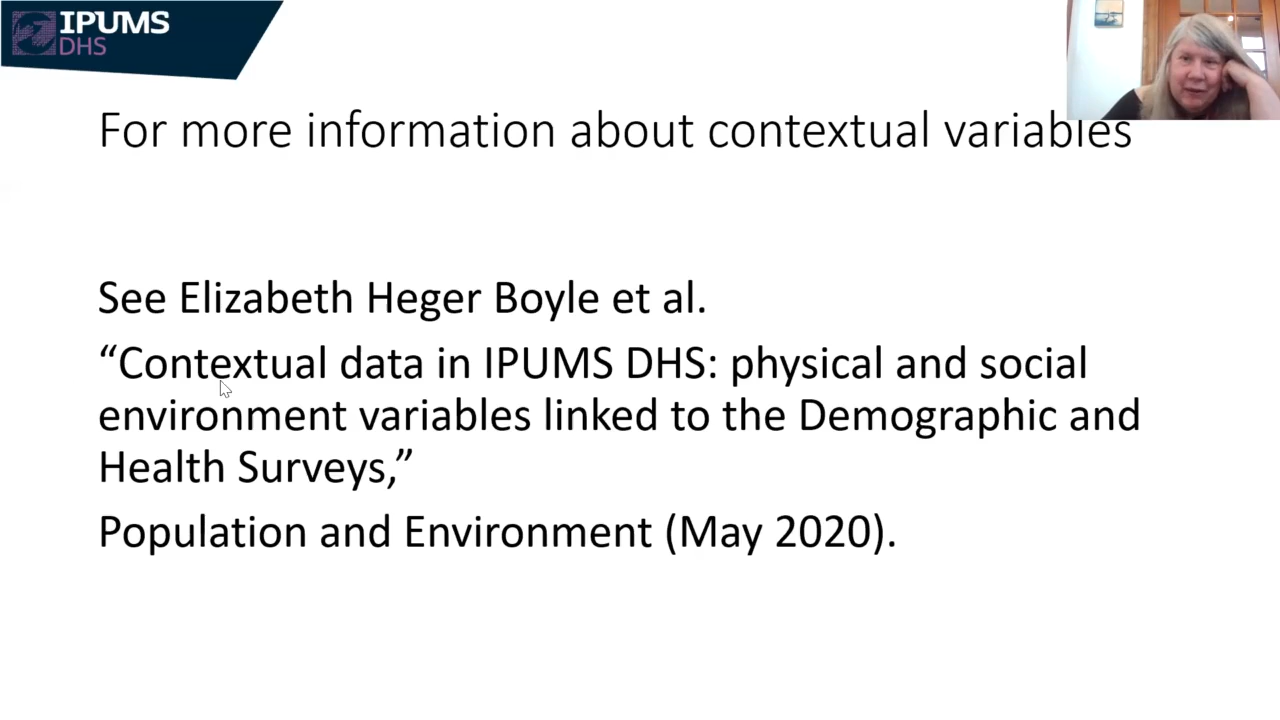 IPUMS
DHS
For more information about contextual variables
See Elizabeth Heger Boyle et al.
“Contextual data in IPUMS DHS: physical and social
environment variables linked to the Demographic and
Health Surveys,”
Population and Environment (May 2020).